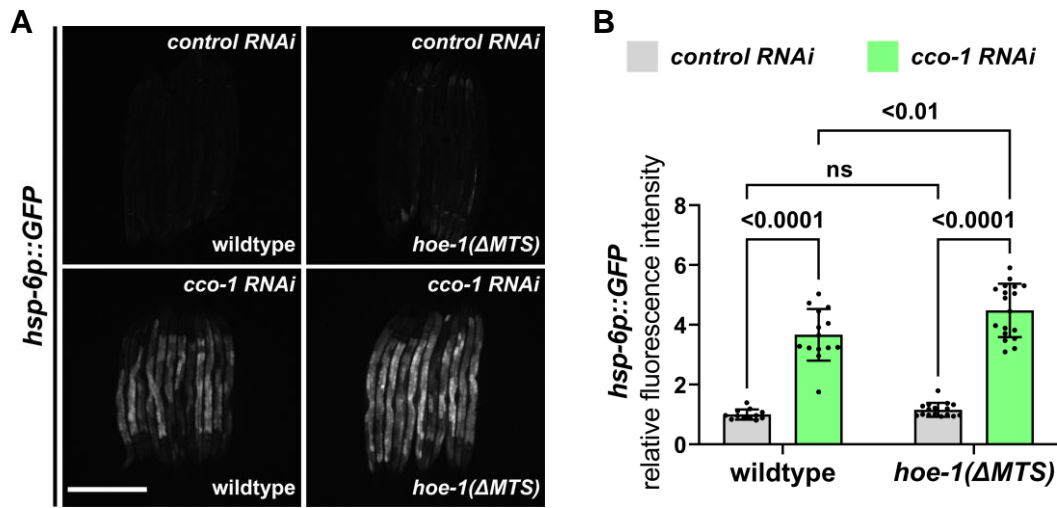 A
hsp-6p::GFP
control RNAi
wildtype
control RNAi
hoe-1(ΔMTS)
cco-1 RNAi
wildtype
cco-1 RNAi
hoe-1(ΔMTS)
B
control RNAi
cco-1 RNAi
<0.01
ns
<0.0001
<0.0001
hsp-6p::GFP
relative fluorescence intensity
8
6
4
2
0
wildtype
hoe-1(ΔMTS)